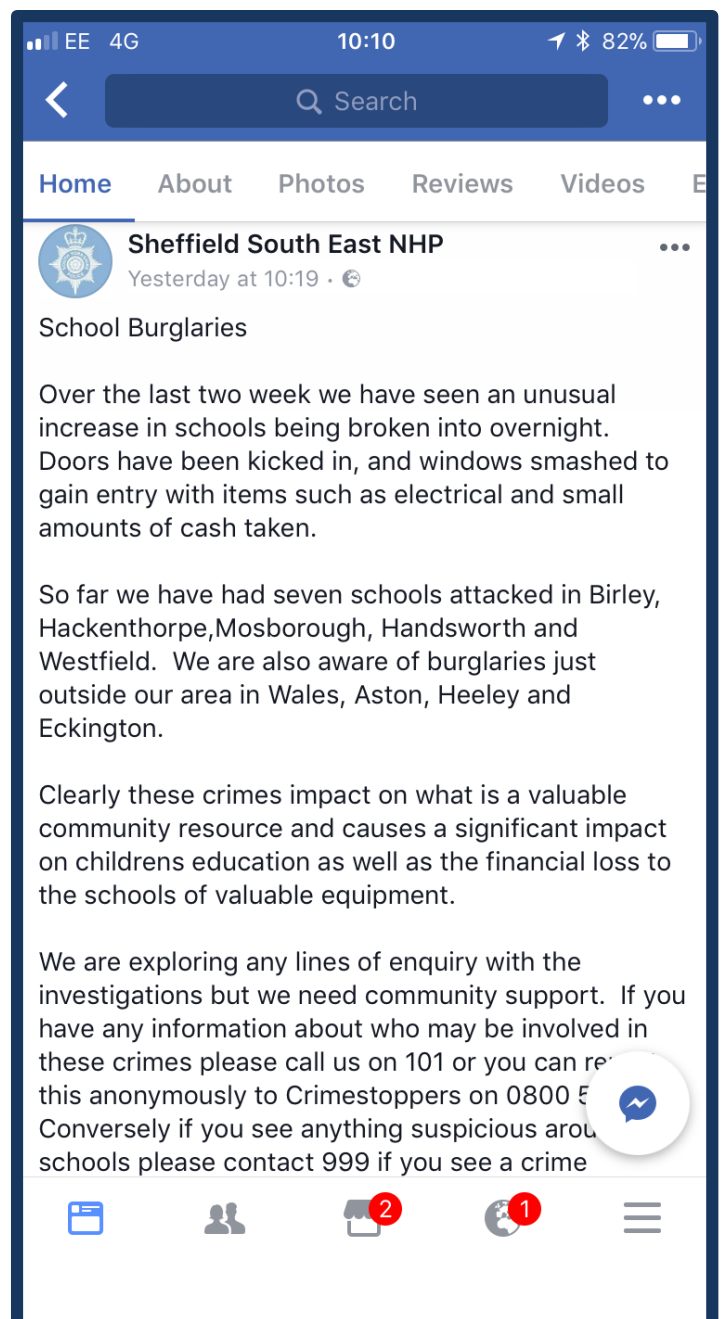 EE 4G 10:10 82%
Search
Home About Photos Reviews Videos E
Sheffield South East NHP
Yesterday at 10:19 ·
School Burglaries
Over the last two week we have seen an unusual
increase in schools being broken into overnight.
Doors have been kicked in, and windows smashed to
gain entry with items such as electrical and small
amounts of cash taken.
So far we have had seven schools attacked in Birley,
Hackenthorpe,Mosborough, Handsworth and
Westfield.  We are also aware of burglaries just
outside our area in Wales, Aston, Heeley and
Eckington.
Clearly these crimes impact on what is a valuable
community resource and causes a significant impact
on childrens education as well as the financial loss to
the schools of valuable equipment.
We are exploring any lines of enquiry with the
investigations but we need community support.  If you
have any information about who may be involved in
these crimes please call us on 101 or you can
this anonymously to Crimestoppers on 0800
Conversely if you see anything suspicious
schools please contact 999 if you see a crime
2 1